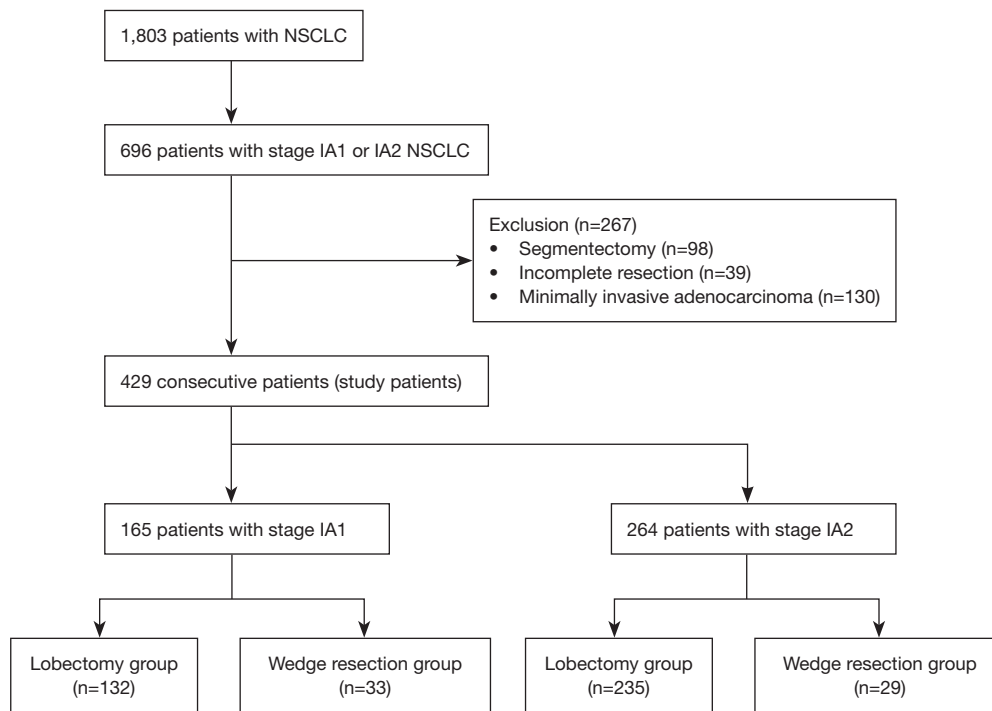 1,803 patients with NSCLC
696 patients with stage IA1 or IA2 NSCLC
Exclusion (n=267)
• Segmentectomy (n=98)
• Incomplete resection (n=39)
• Minimally invasive adenocarcinoma (n=130)
429 consecutive patients (study patients)
165 patients with stage IA1
264 patients with stage IA2
Lobectomy group
(n=132)
Wedge resection group
(n=33)
Lobectomy group
(n=235)
Wedge resection group
(n=29)